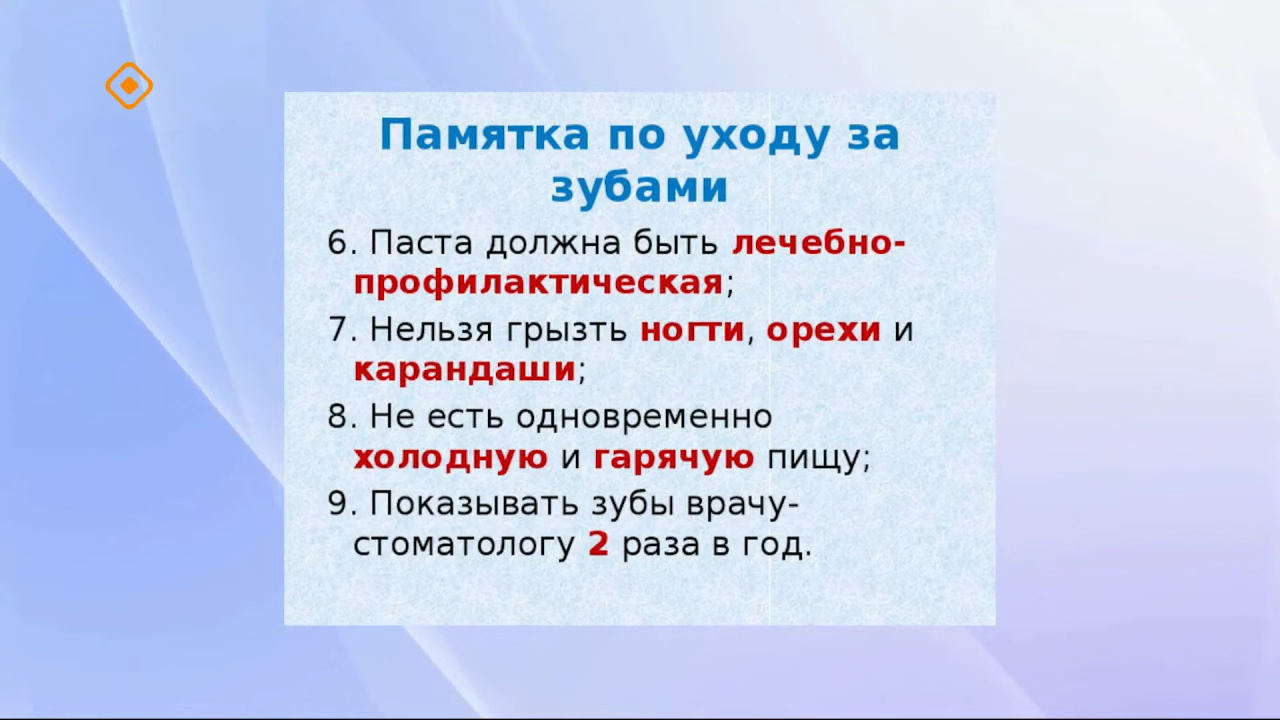 Памятка по уходу за
зубами
6. Паста должна быть лечебно-
профилактическая;
7. Нельзя грызть ногти, орехи и
карандаши;
8. Не есть одновременно
холодную и гарячую пищу;
9. Показывать зубы врачу-
стоматологу 2 раза в год.